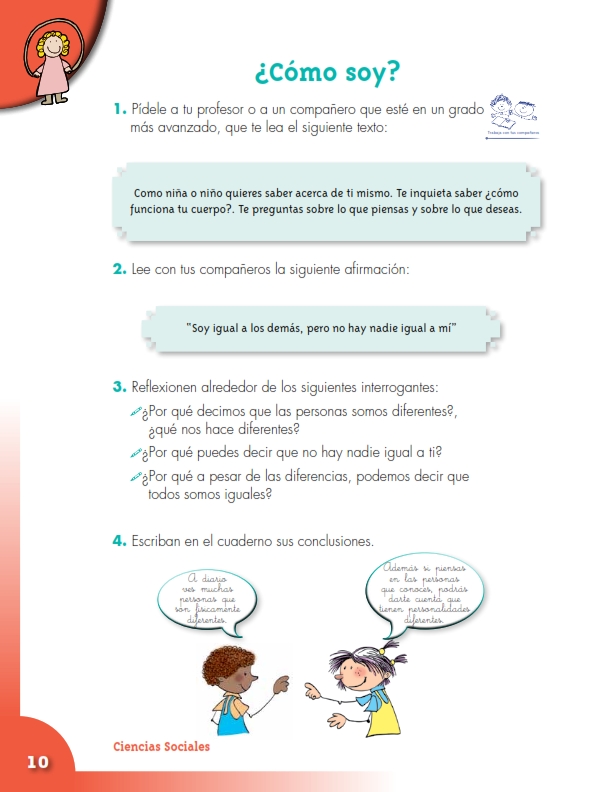 ¿Cómo soy?
1. Pídele a tu profesor o a un compañero que esté en un grado
más avanzado, que te lea el siguiente texto:
Trabaja con tus compañeros
Como niña o niño quieres saber acerca de ti mismo. Te inquieta saber ¿cómo
funciona tu cuerpo?. Te preguntas sobre lo que piensas y sobre lo que deseas.
2. Lee con tus compañeros la siguiente afirmación:
"Soy igual a los demás, pero no hay nadie igual a mí"
3. Reflexionen alrededor de los siguientes interrogantes:
¿Por qué decimos que las personas somos diferentes?,
¿qué nos hace diferentes?
¿Por qué puedes decir que no hay nadie igual a ti?
¿Por qué a pesar de las diferencias, podemos decir que
todos somos iguales?
4. Escriban en el cuaderno sus conclusiones.
A diario
ves muchas
personas que
són físicamente
diferentes.
Además si piensas
en las personas
que conoces, podrás
darte cuentá que
tienen personalidades
diferentes.
Ciencias Sociales
10